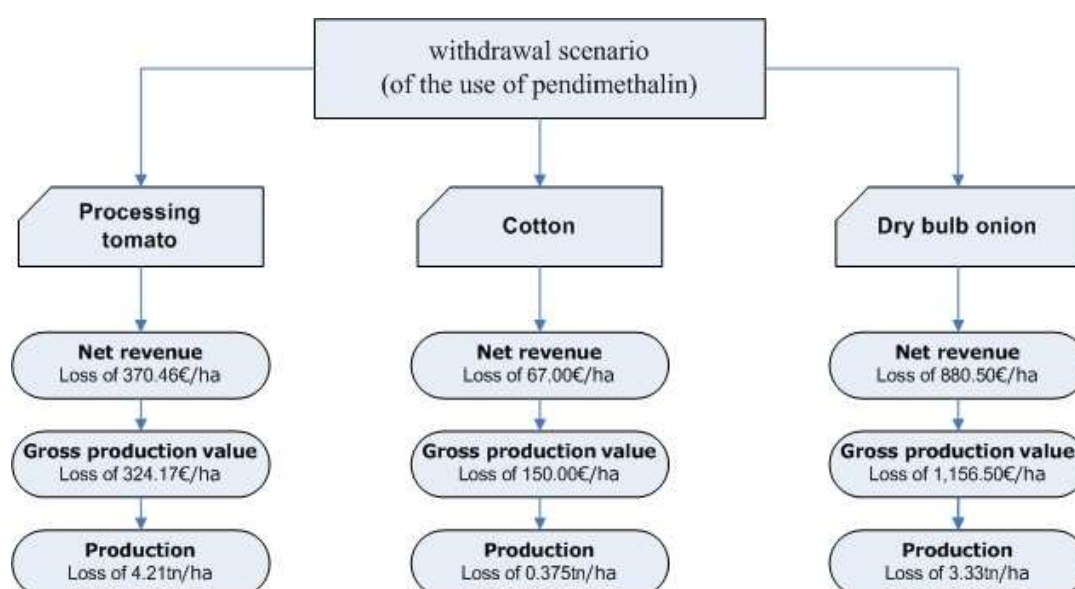 withdrawal scenario
(of the use of pendimethalin)
Processing
tomato
Net revenue
Loss of 370.46€/ha
Gross production value
Loss of 324.17€/ha
Production
Loss of 4.21tn/ha
Cotton
Net revenue
Loss of 67.00€/ha
Gross production value
Loss of 150.00€/ha
Production
Loss of 0.375tn/ha
Dry bulb onion
Net revenue
Loss of 880.50€/ha
Gross production value
Loss of 1,156.50€/ha
Production
Loss of 3.33tn/ha